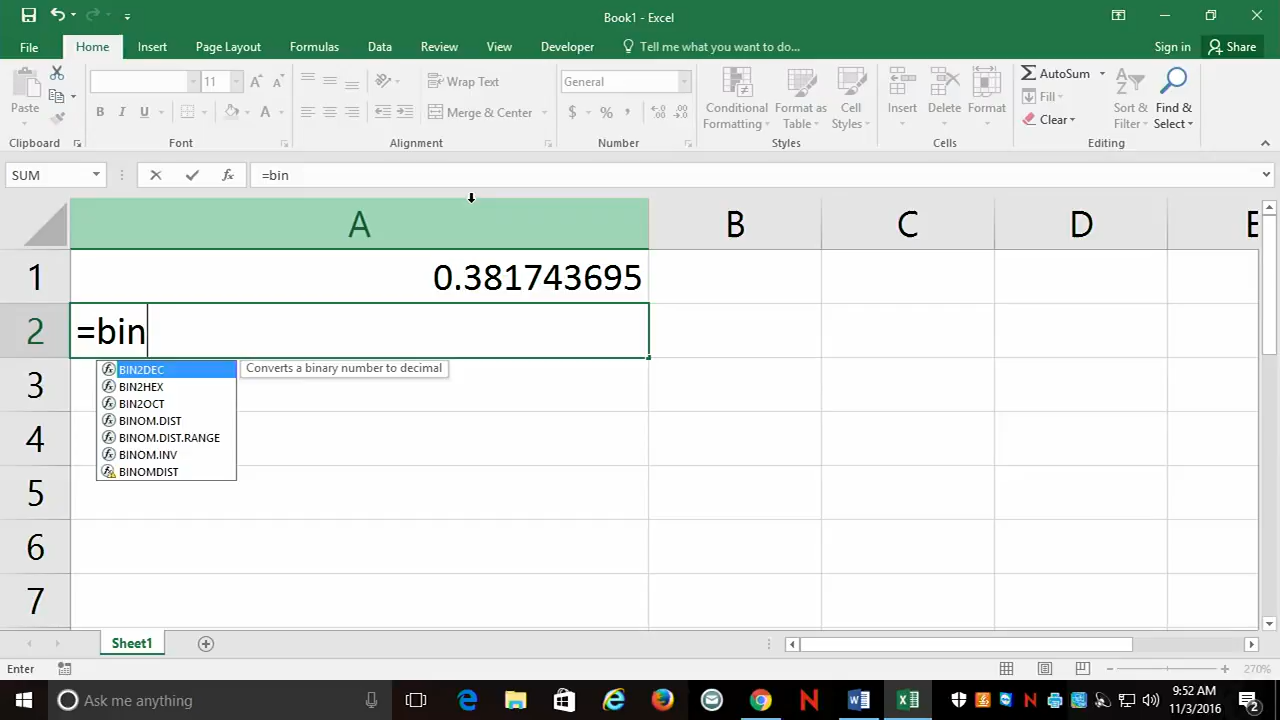 Book1 - Excel
File Home Insert Page Layout Formulas Data Review View Developer Tell me what you want to do... Sign in Share
Paste
Clipboard
11
B I U A
Font
Wrap Text
Merge & Center
Alignment
General
$ % ,
Number
Conditional Formatting
Format as Table
Cell Styles
Styles
Insert
Delete
Format
Cells
AutoSum
Fill
Clear
Sort & Filter
Find & Select
Editing
SUM
fx
=bin
A B C D E
1 0.381743695
2 =bin
BIN2DEC Converts a binary number to decimal
BIN2HEX
BIN2OCT
BINOM.DIST
BINOM.DIST.RANGE
BINOM.INV
BINOMDIST
3
4
5
6
7
Sheet1
Enter
270%
Ask me anything
9:52 AM
11/3/2016
2